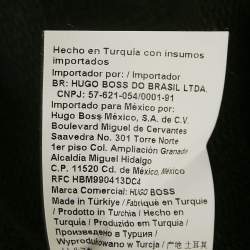 Hecho en Turquía con insumos
importados
Importador por: / Importador
BR: HUGO BOSS DO BRASIL LTDA.
CNPJ: 57-621-054/0001-91
Importado para México por:
Hugo Boss México, S.A. de C.V.
Boulevard Miguel de Cervantes
Saavedra No. 301 Torre Norte
1er piso Col. Ampliación Granada
Alcaldía Miguel Hidalgo
C.P. 11520 Cd. de México
RFC HBM990413DC4
Marca Comercial: HUGO BOSS
Made in Türkiye / Fabriqué en Turquie
/ Prodotto in Turchia / Hecho en
Turquía / Produzido na Turquia /
Произведено в Турции /
Wyprodukowano w Turcji / 产地 土耳其